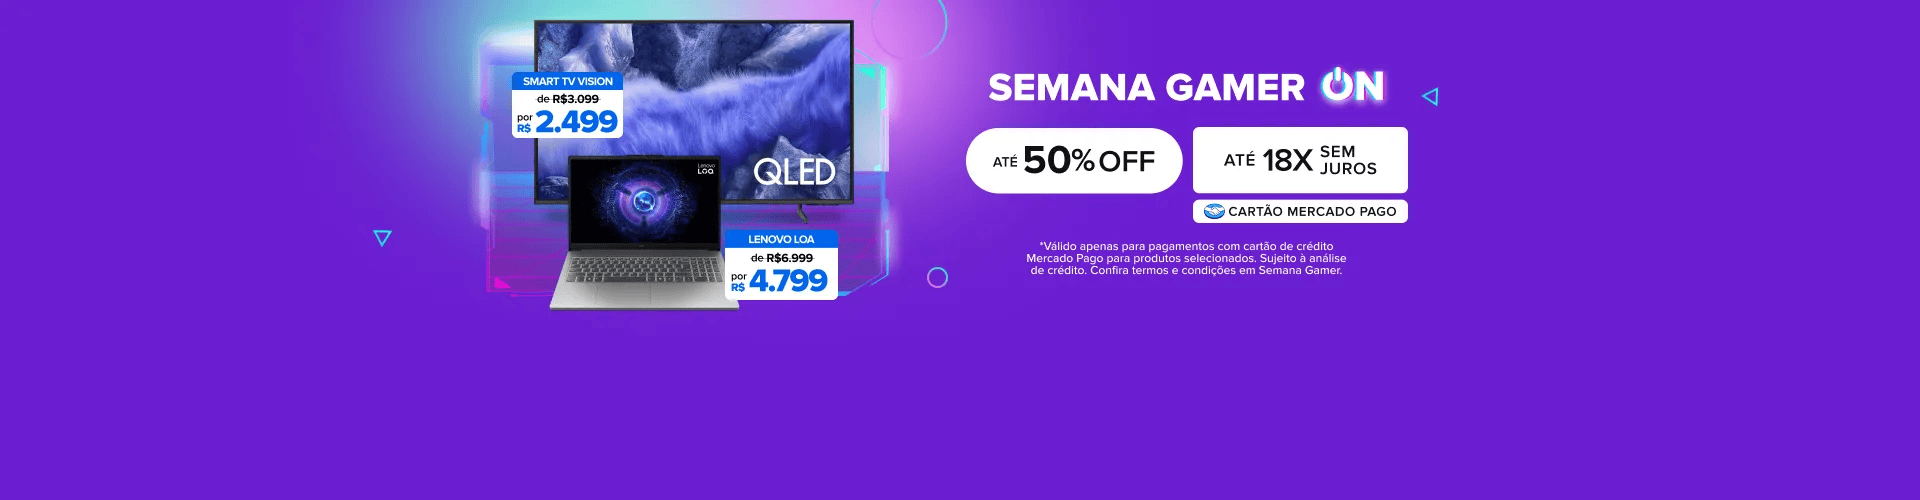 SMART TV VISION
de R$3.099
por R$ 2.499
QLED
Lenovo
LOQ
LENOVO LOA
de R$6.999
por R$ 4.799
SEMANA GAMER ON
ATÉ 50% OFF
ATÉ 18X SEM JUROS
CARTÃO MERCADO PAGO
*Válido apenas para pagamentos com cartão de crédito
Mercado Pago para produtos selecionados. Sujeito à análise
de crédito. Confira termos e condições em Semana Gamer.